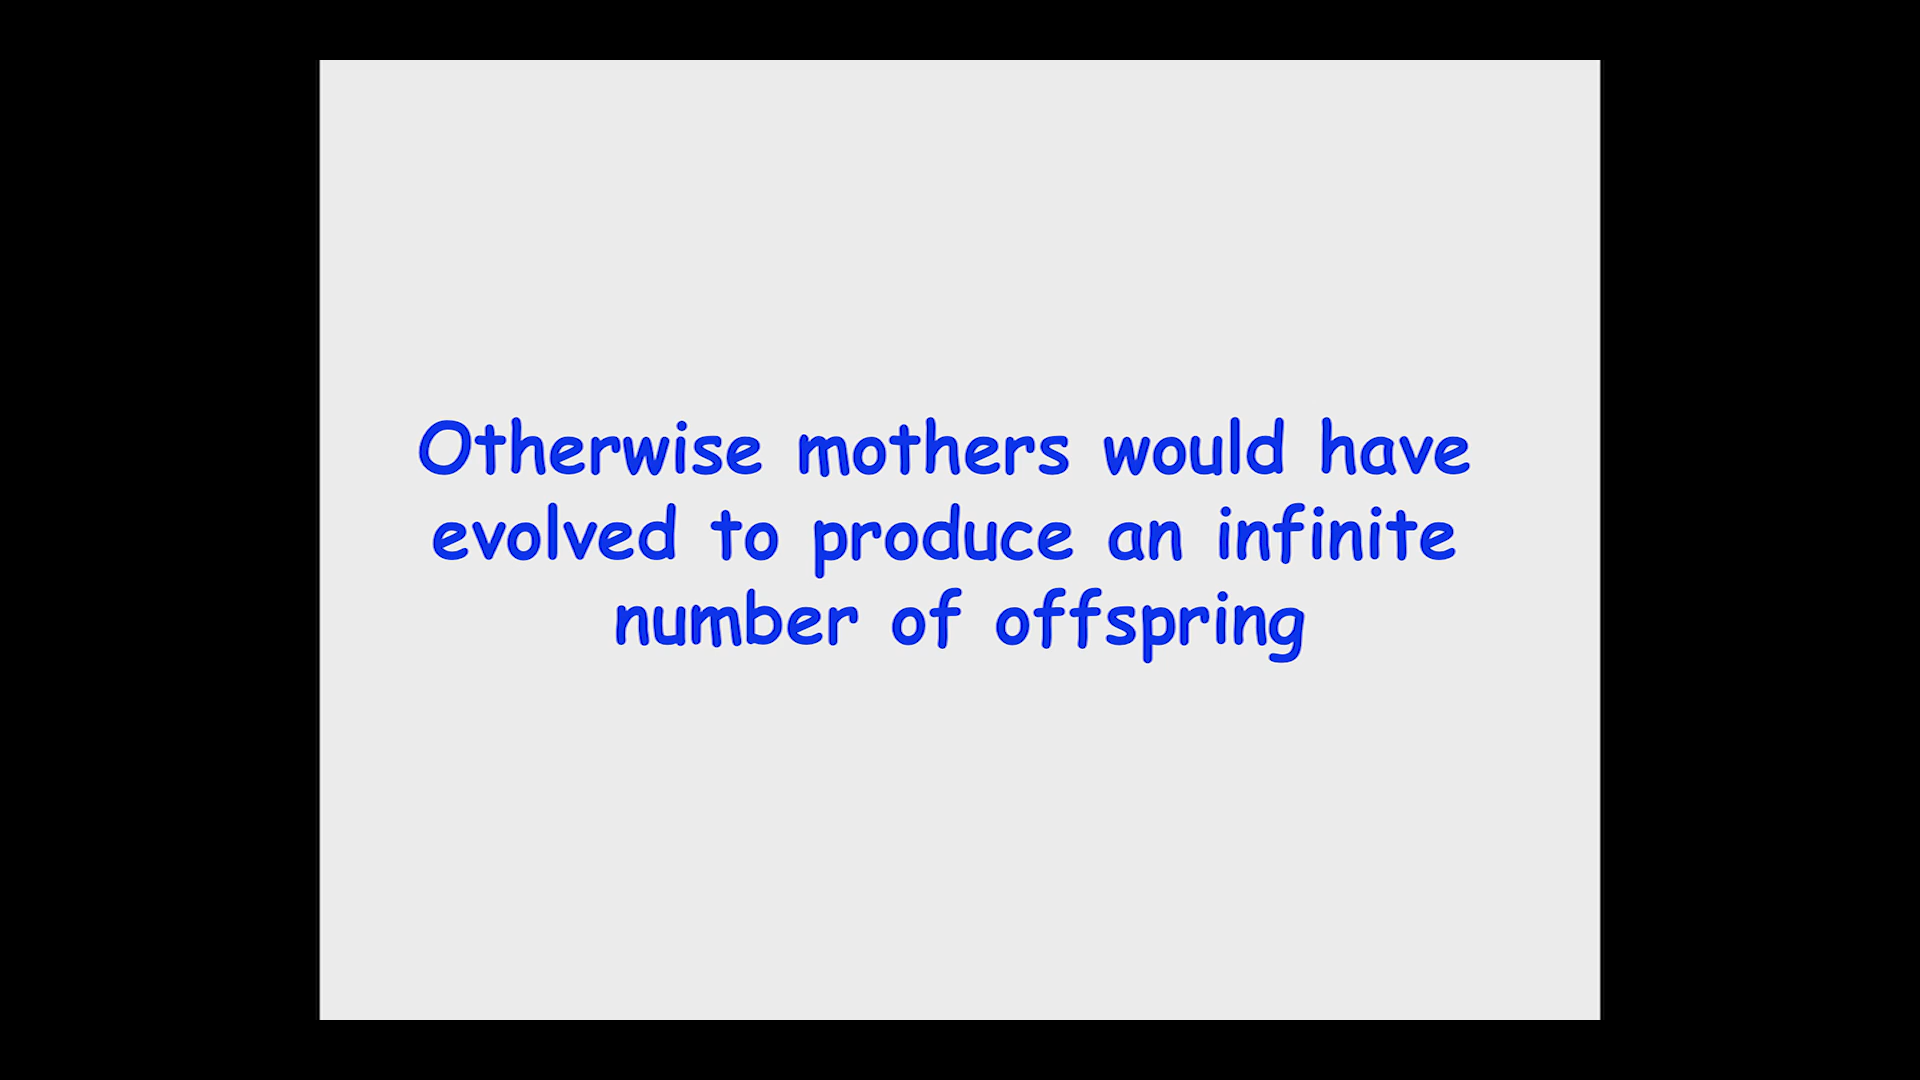 Otherwise mothers would have
evolved to produce an infinite
number of offspring